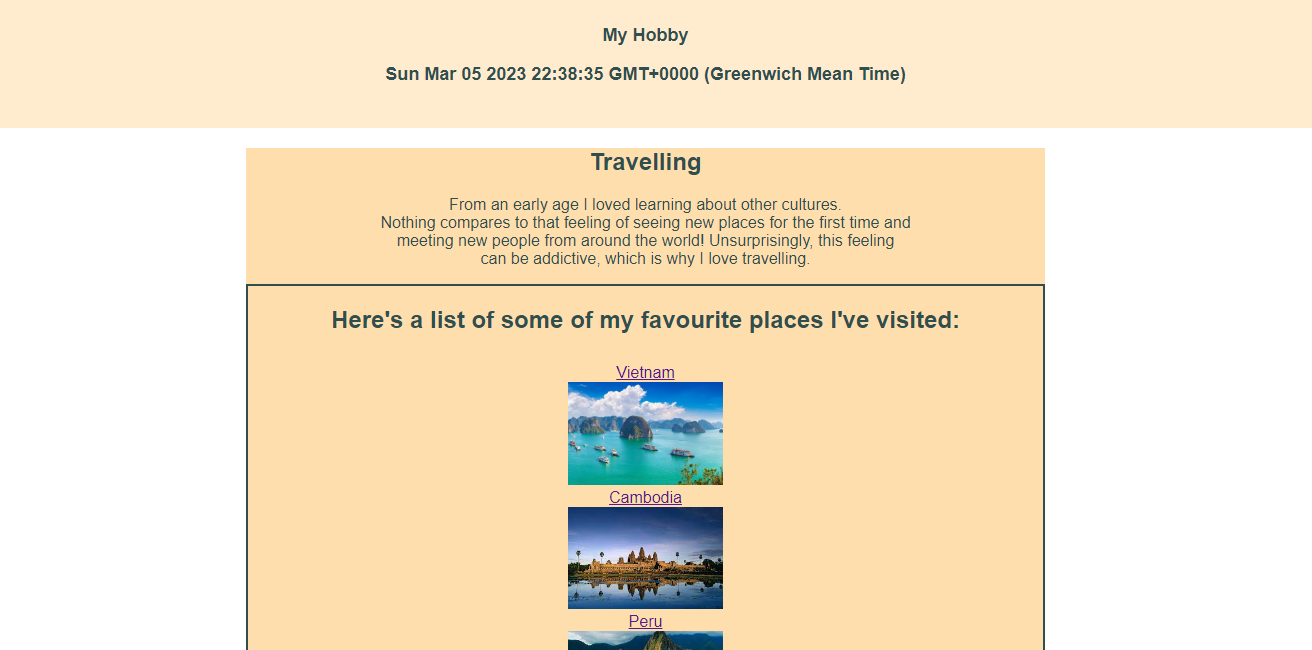 My Hobby
Sun Mar 05 2023 22:38:35 GMT+0000 (Greenwich Mean Time)
Travelling
From an early age I loved learning about other cultures.
Nothing compares to that feeling of seeing new places for the first time and
meeting new people from around the world! Unsurprisingly, this feeling
can be addictive, which is why I love travelling.
Here's a list of some of my favourite places I've visited:
Vietnam
Cambodia
Peru